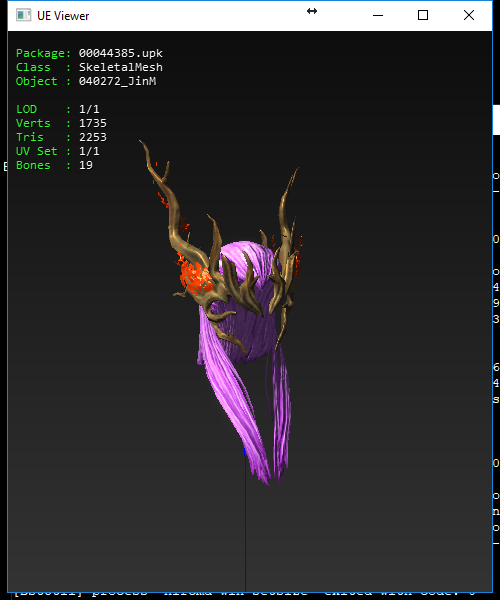 UE Viewer
Package: 00044385.upk
Class : SkeletalMesh
Object : 040272_JinM
LOD : 1/1
Verts : 1735
Tris : 2253
UV Set : 1/1
Bones : 19